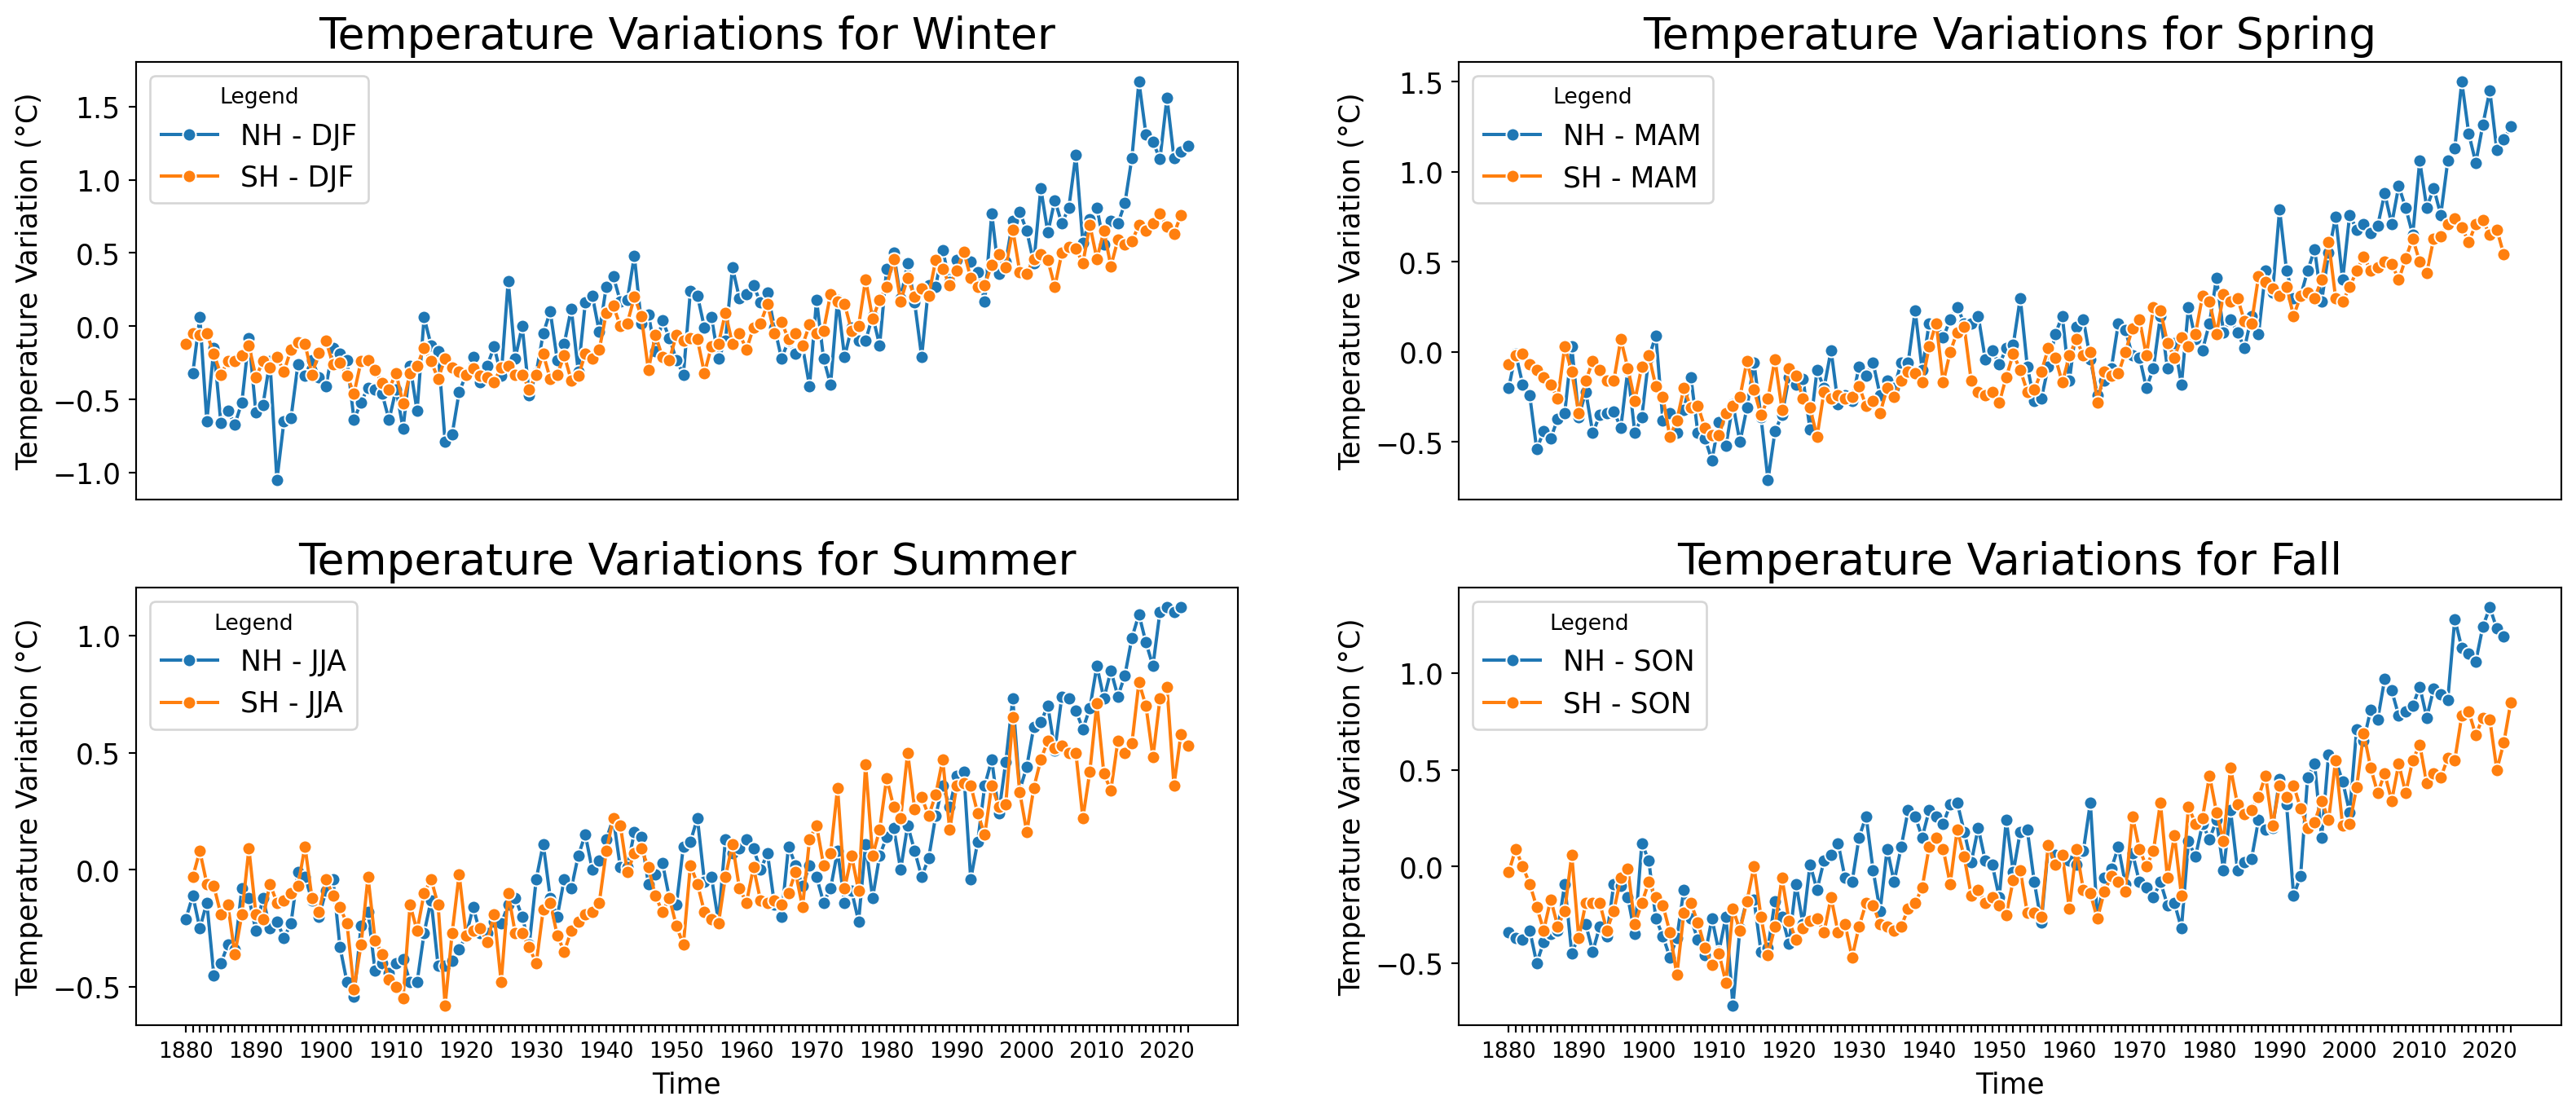 Temperature Variations for Winter
Temperature Variation (°C)
1.5
1.0
0.5
0.0
−0.5
−1.0
Legend
NH - DJF
SH - DJF
Temperature Variations for Spring
Temperature Variation (°C)
1.5
1.0
0.5
0.0
−0.5
Legend
NH - MAM
SH - MAM
Temperature Variations for Summer
Temperature Variation (°C)
1.0
0.5
0.0
−0.5
Legend
NH - JJA
SH - JJA
1880 1890 1900 1910 1920 1930 1940 1950 1960 1970 1980 1990 2000 2010 2020
Time
Temperature Variations for Fall
Temperature Variation (°C)
1.0
0.5
0.0
−0.5
Legend
NH - SON
SH - SON
1880 1890 1900 1910 1920 1930 1940 1950 1960 1970 1980 1990 2000 2010 2020
Time